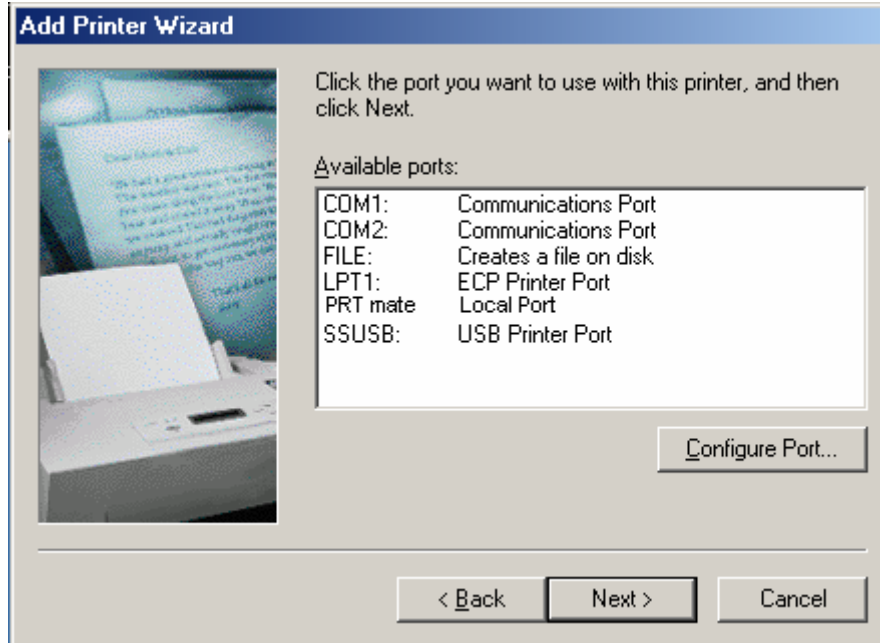 Add Printer Wizard
Click the port you want to use with this printer, and then
click Next.
Available ports:
COM1: Communications Port
COM2: Communications Port
FILE: Creates a file on disk
LPT1: ECP Printer Port
PRT mate Local Port
SSUSB: USB Printer Port
Configure Port...
< Back Next > Cancel